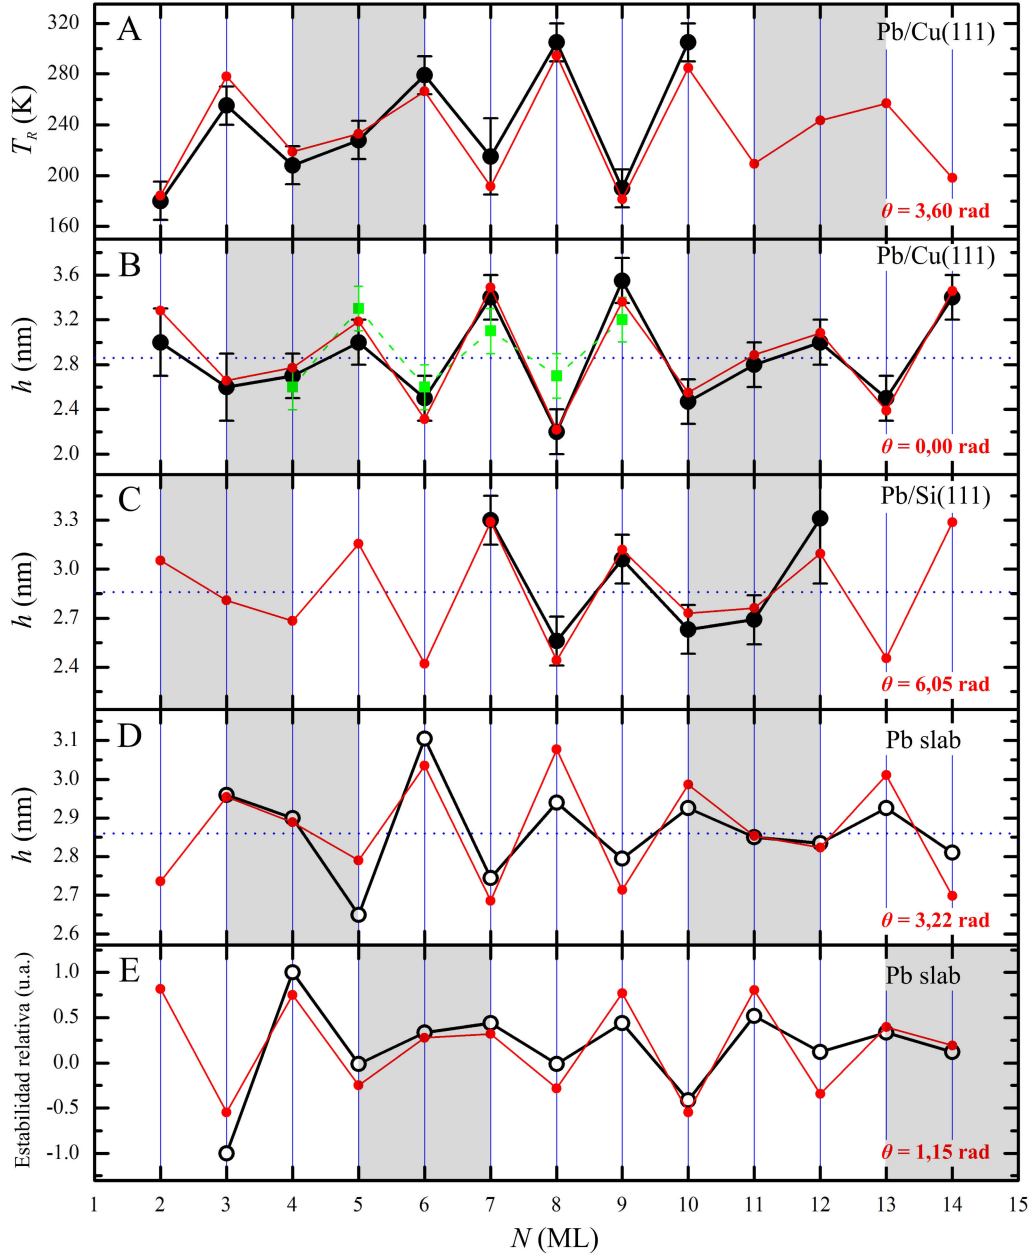 A
Pb/Cu(111)
T_R (K)
320
280
240
200
160
θ = 3,60 rad
B
Pb/Cu(111)
h (nm)
3.6
3.2
2.8
2.4
2.0
θ = 0,00 rad
C
Pb/Si(111)
h (nm)
3.3
3.0
2.7
2.4
θ = 6,05 rad
D
Pb slab
h (nm)
3.1
3.0
2.9
2.8
2.7
2.6
θ = 3,22 rad
E
Pb slab
Estabilidad relativa (u.a.)
1.0
0.5
0.0
-0.5
-1.0
θ = 1,15 rad
1 2 3 4 5 6 7 8 9 10 11 12 13 14 15
N (ML)